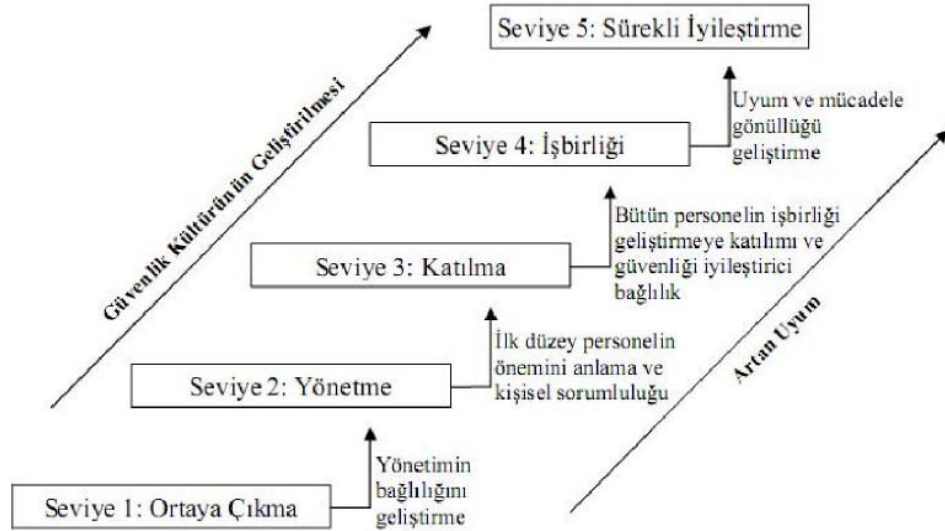 Seviye 5: Sürekli İyileştirme
Güvenlik Kültürünün Geliştirilmesi
Uyum ve mücadele
gönüllüğü
geliştirme
Seviye 4: İşbirliği
Bütün personelin işbirliği
geliştirmeye katılımı ve
güvenliği iyileştirici
bağlılık
Seviye 3: Katılma
Artan Uyum
İlk düzey personelin
önemini anlama ve
kişisel sorumluluğu
Seviye 2: Yönetme
Yönetimin
bağlılığını
geliştirme
Seviye 1: Ortaya Çıkma